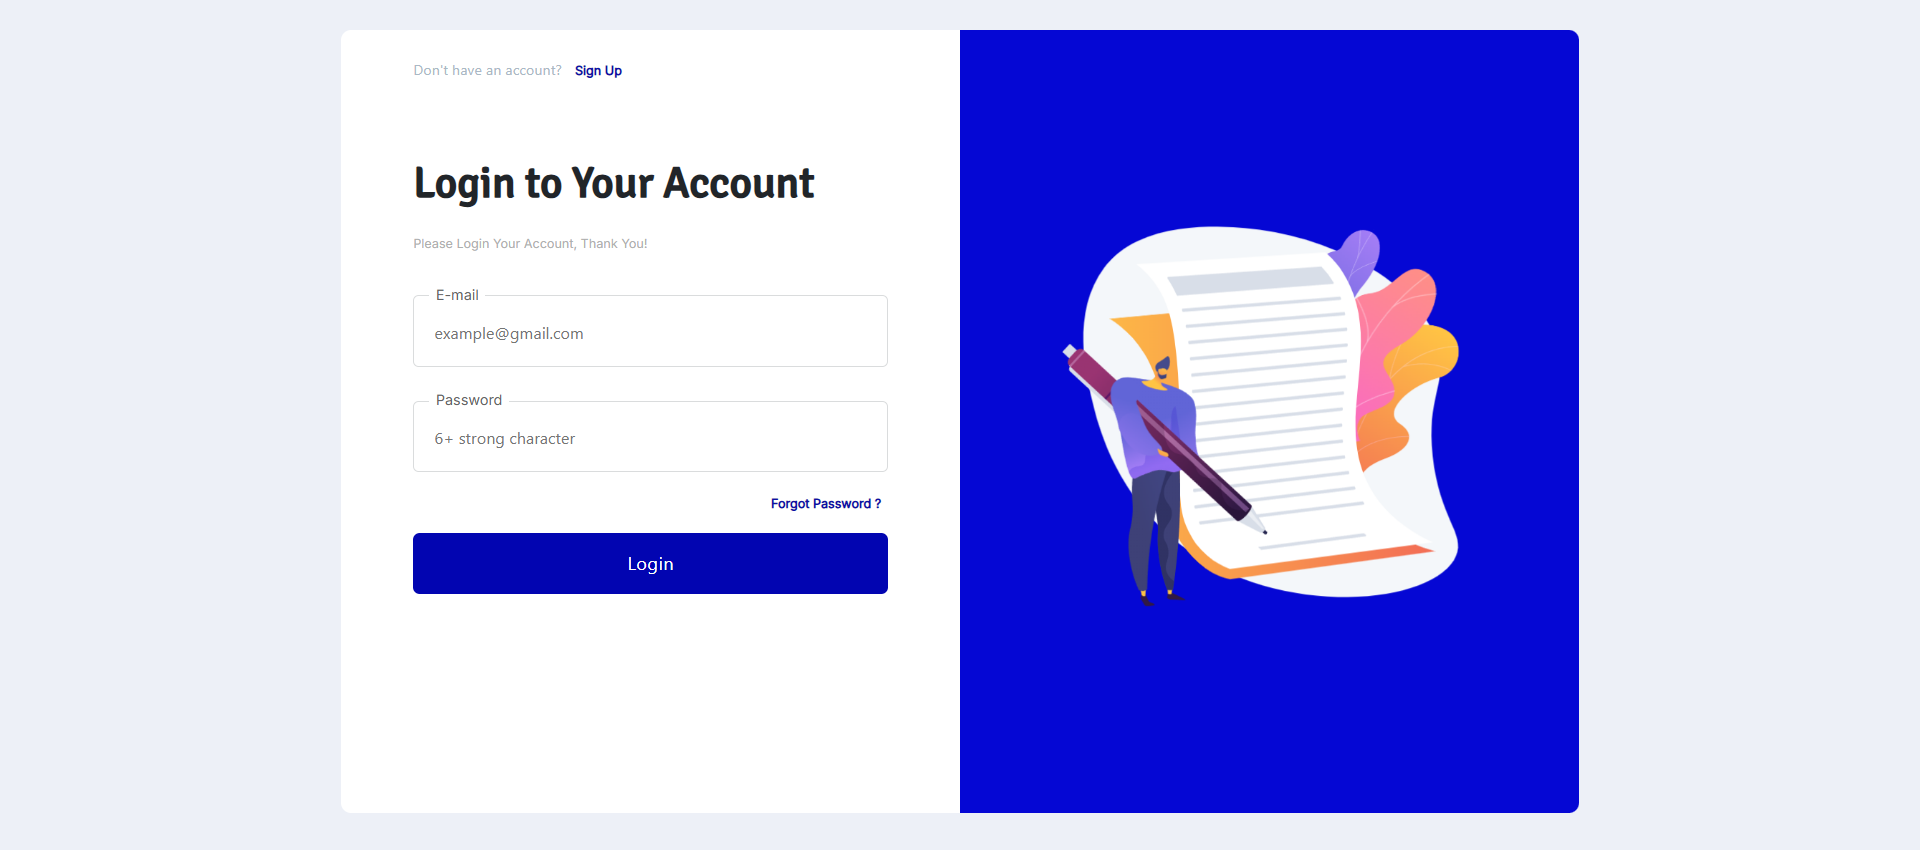 Don't have an account? Sign Up
Login to Your Account
Please Login Your Account, Thank You!
E-mail
example@gmail.com
Password
6+ strong character
Forgot Password ?
Login